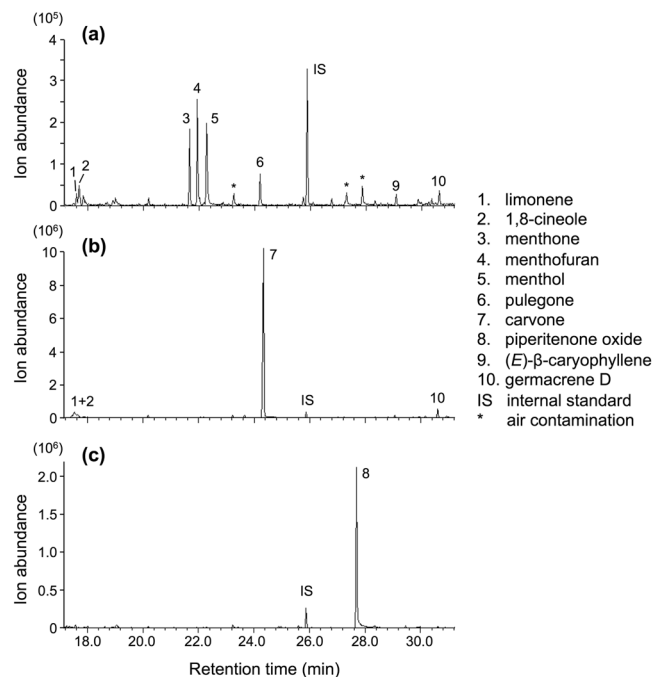 (10⁵)
(a)
Ion abundance
4
3
2
1
0
1
2
3
4
5
*
6
IS
*
*
9
10
(10⁶)
(b)
Ion abundance
10
8
6
4
2
0
1+2
7
IS
10
(10⁶)
(c)
Ion abundance
2.0
1.5
1.0
0.5
0
IS
8
18.0 20.0 22.0 24.0 26.0 28.0 30.0
Retention time (min)
1. limonene
2. 1,8-cineole
3. menthone
4. menthofuran
5. menthol
6. pulegone
7. carvone
8. piperitenone oxide
9. (E)-β-caryophyllene
10. germacrene D
IS internal standard
* air contamination